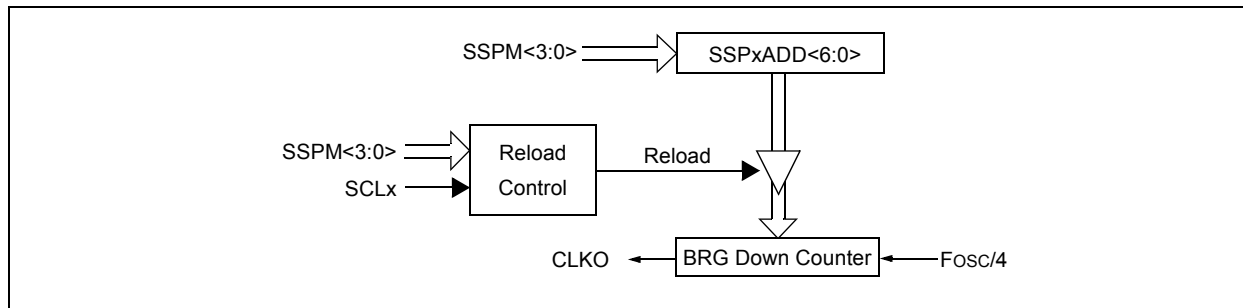 SSPM<3:0>
SSPxADD<6:0>
SSPM<3:0>
SCLx
Reload
Control
Reload
CLKO
BRG Down Counter
FOSC/4